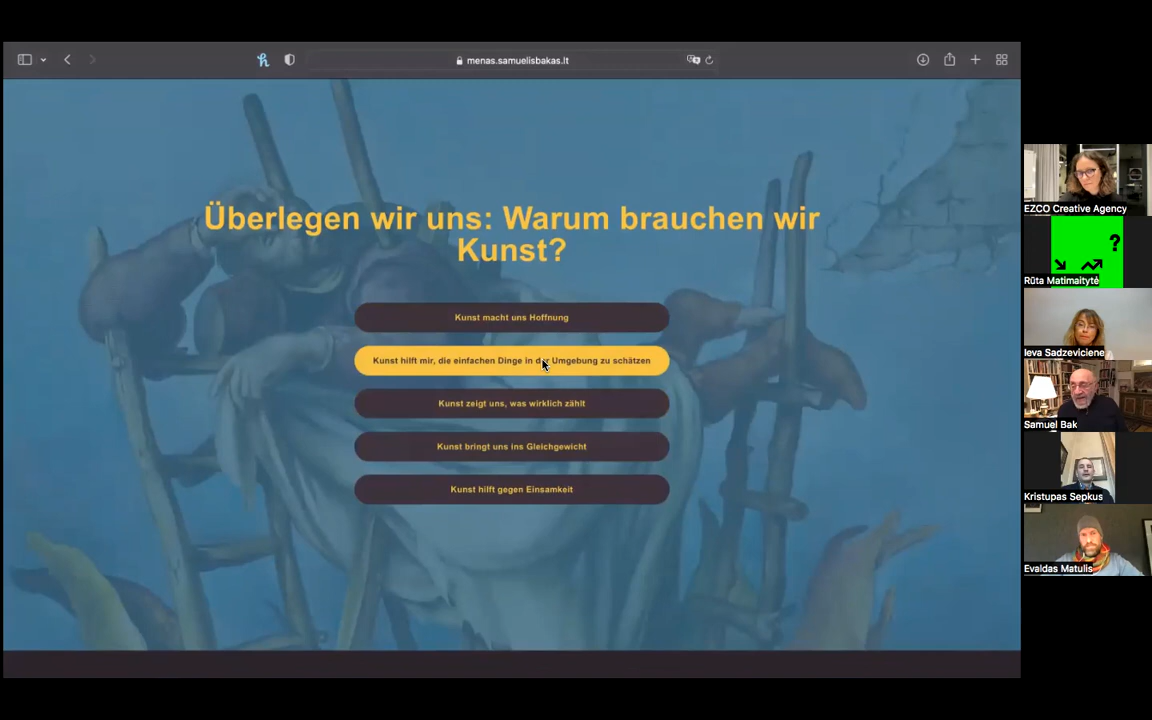 menas.samuelisbakas.lt
Überlegen wir uns: Warum brauchen wir
Kunst?
Kunst macht uns Hoffnung
Kunst hilft mir, die einfachen Dinge in der Umgebung zu schätzen
Kunst zeigt uns, was wirklich zählt
Kunst bringt uns ins Gleichgewicht
Kunst hilft gegen Einsamkeit
EZCO Creative Agency
?
Rūta Matimaitytė
Ieva Sadzeviciene
Samuel Bak
Kristupas Sepkus
Evaldas Matulis